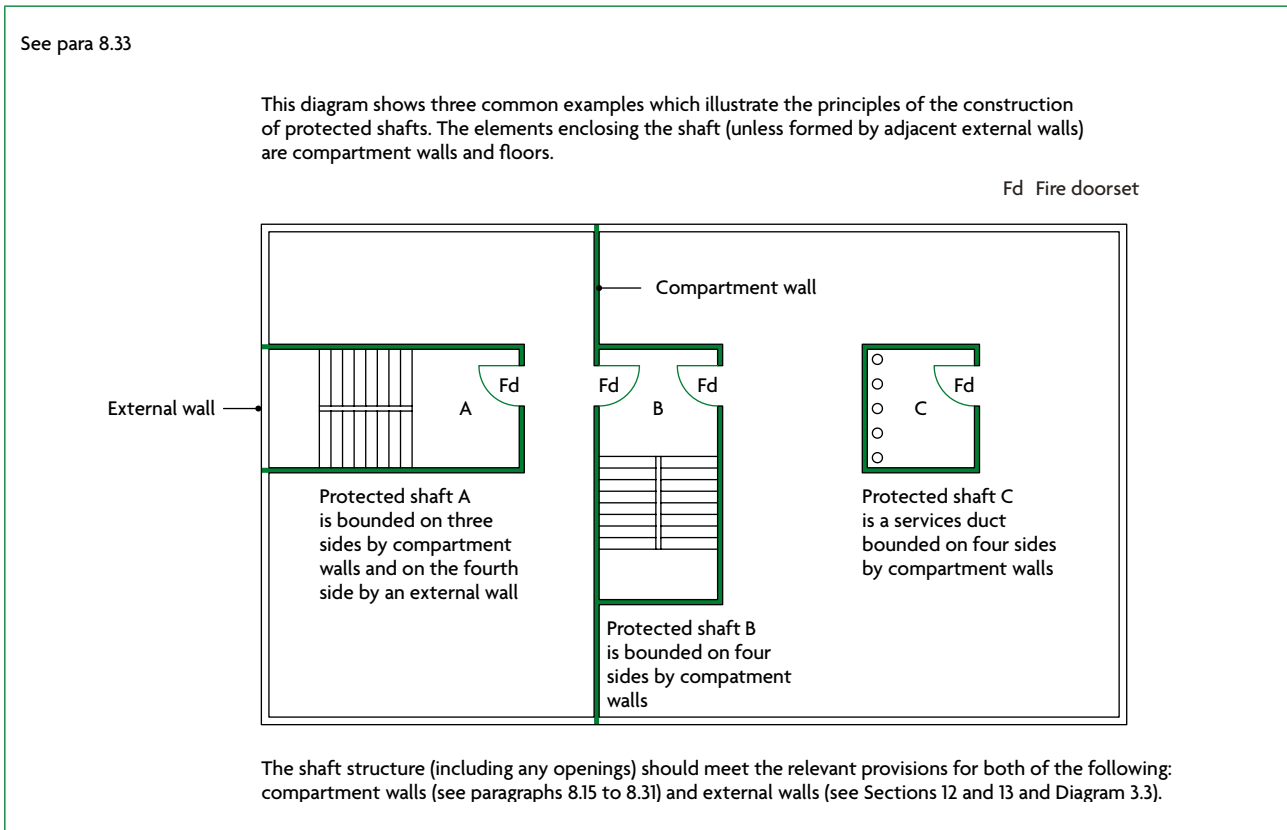 See para 8.33
This diagram shows three common examples which illustrate the principles of the construction
of protected shafts. The elements enclosing the shaft (unless formed by adjacent external walls)
are compartment walls and floors.
Fd Fire doorset
Compartment wall
External wall
A
Fd
Fd
B
Fd
C
Fd
Protected shaft A
is bounded on three
sides by compartment
walls and on the fourth
side by an external wall
Protected shaft B
is bounded on four
sides by compatment
walls
Protected shaft C
is a services duct
bounded on four sides
by compartment walls
The shaft structure (including any openings) should meet the relevant provisions for both of the following:
compartment walls (see paragraphs 8.15 to 8.31) and external walls (see Sections 12 and 13 and Diagram 3.3).